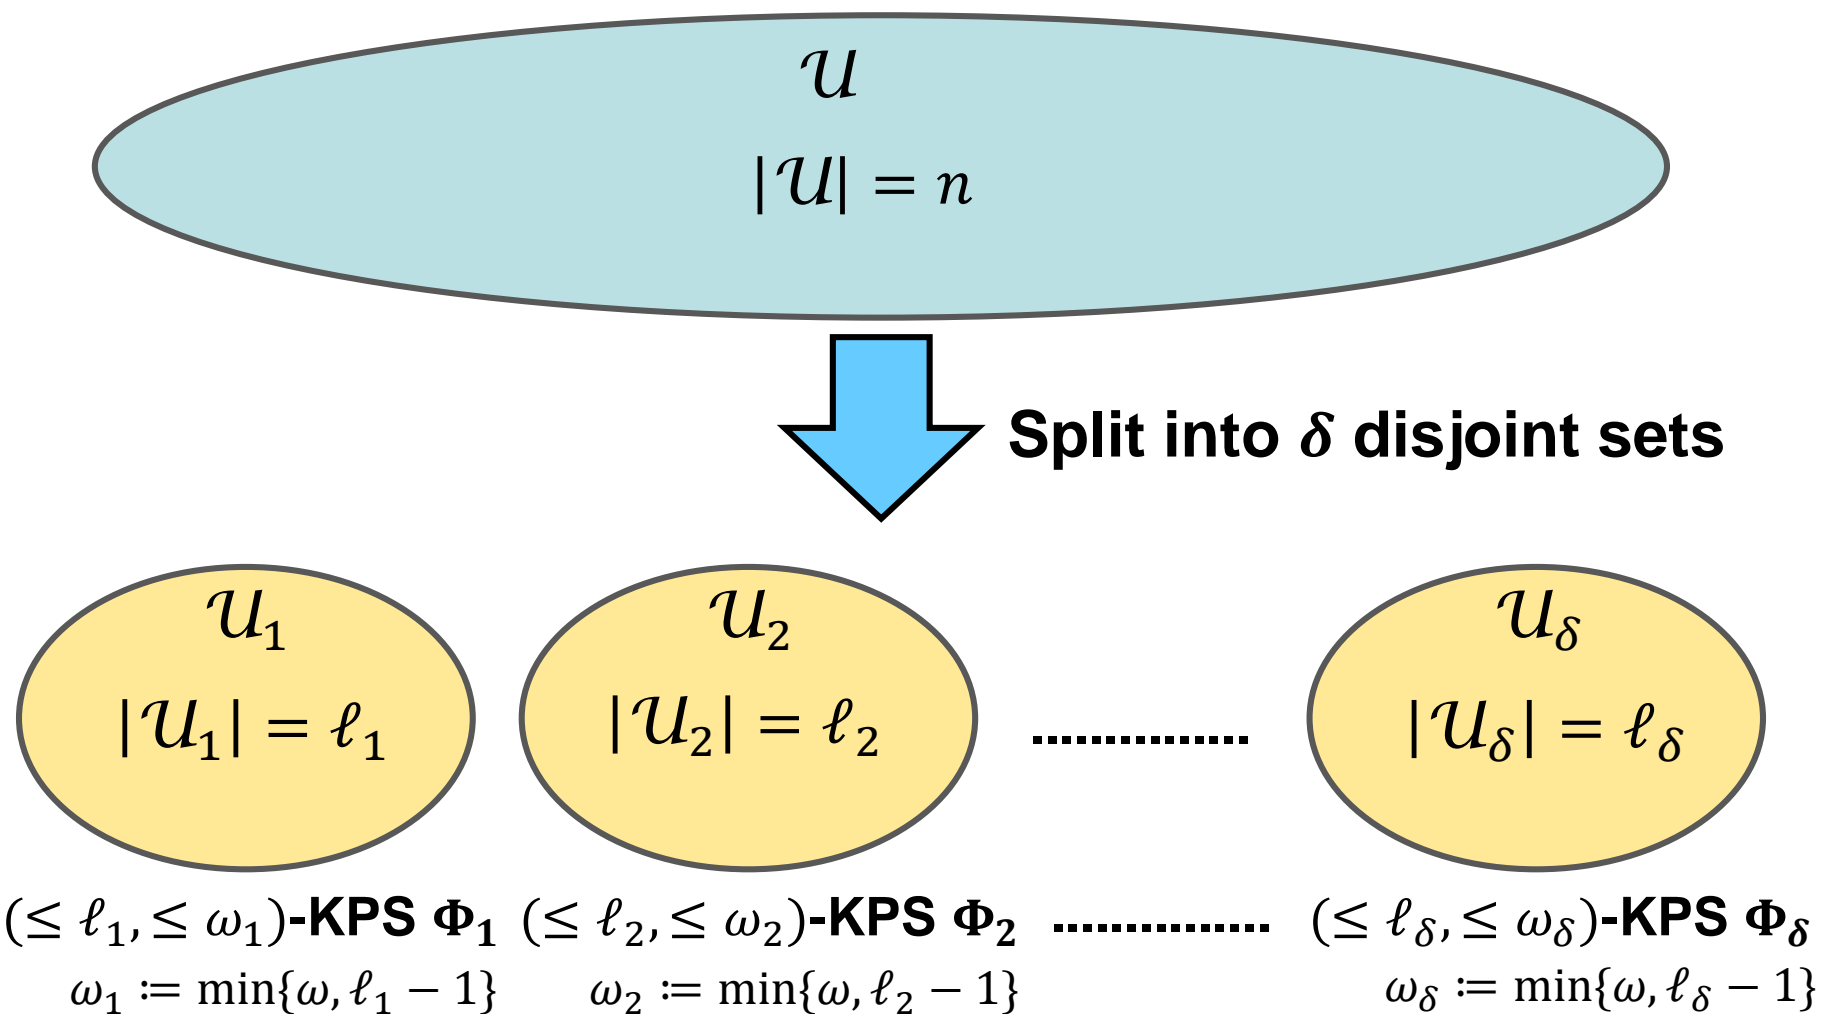 𝒰
|𝒰| = n
Split into δ disjoint sets
𝒰₁ 𝒰₂ 𝒰_δ
|𝒰₁| = ℓ₁ |𝒰₂| = ℓ₂ |𝒰_δ| = ℓ_δ
(≤ ℓ₁, ≤ ω₁)-KPS Φ₁ (≤ ℓ₂, ≤ ω₂)-KPS Φ₂ (≤ ℓ_δ, ≤ ω_δ)-KPS Φ_δ
ω₁ ≔ min{ω, ℓ₁ − 1} ω₂ ≔ min{ω, ℓ₂ − 1} ω_δ ≔ min{ω, ℓ_δ − 1}